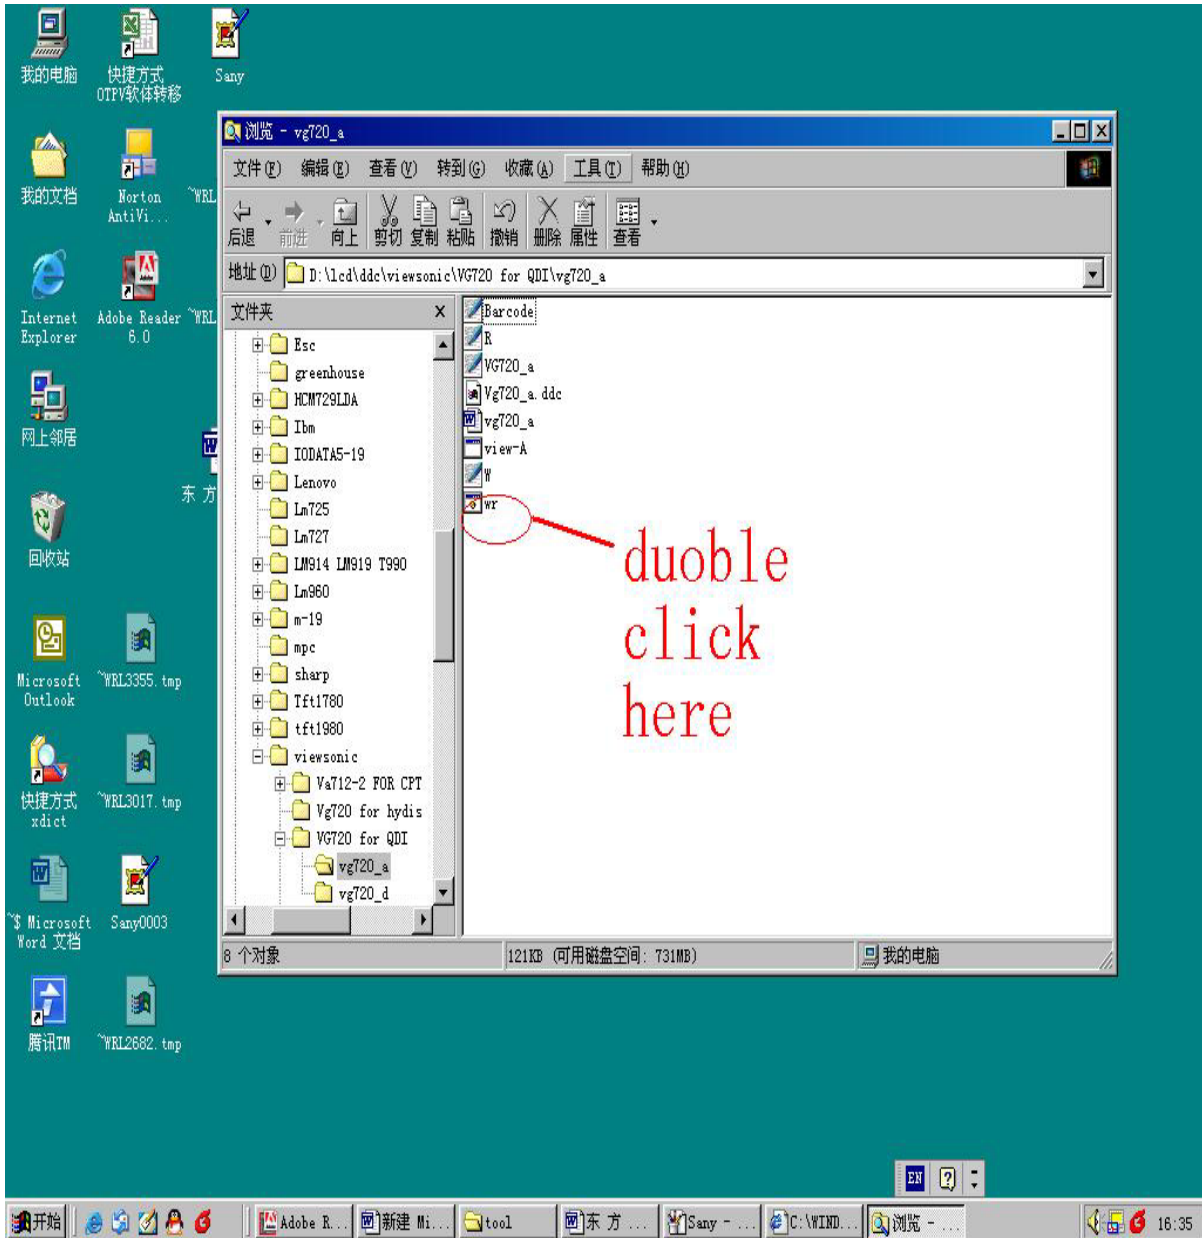 我的电脑
快捷方式
OTPV软体转移
Sany
我的文档
Norton
AntiVi...
~WRL
Internet
Explorer
Adobe Reader
6.0
~WRL
网上邻居
东 方
回收站
Microsoft
Outlook
~WRL3355.tmp
快捷方式
xdict
~WRL3017.tmp
~$ Microsoft
Word 文档
Sany0003
腾讯TM
~WRL2682.tmp
浏览 - vg720_a
文件(F) 编辑(E) 查看(V) 转到(G) 收藏(A) 工具(T) 帮助(H)
后退 前进 向上 剪切 复制 粘贴 撤销 删除 属性 查看
地址(D) D:\lcd\ddc\viewsonic\VG720 for QDI\vg720_a
文件夹
Esc
greenhouse
HCM729LDA
Ibm
IODATA5-19
Lenovo
Lm725
Lm727
LM914 LM919 T990
Lm960
m-19
mpc
sharp
Tft1780
tft1980
viewsonic
Va712-2 FOR CPT
Vg720 for hydis
VG720 for QDI
vg720_a
vg720_d
Barcode
R
VG720_a
Vg720_a.ddc
vg720_a
view-A
W
wr
duoble
click
here
8 个对象 121KB (可用磁盘空间: 731MB) 我的电脑
EN
开始 Adobe R... 新建 Mi... tool 东 方 ... Sany - ... C:\WIND... 浏览 - ... 16:35